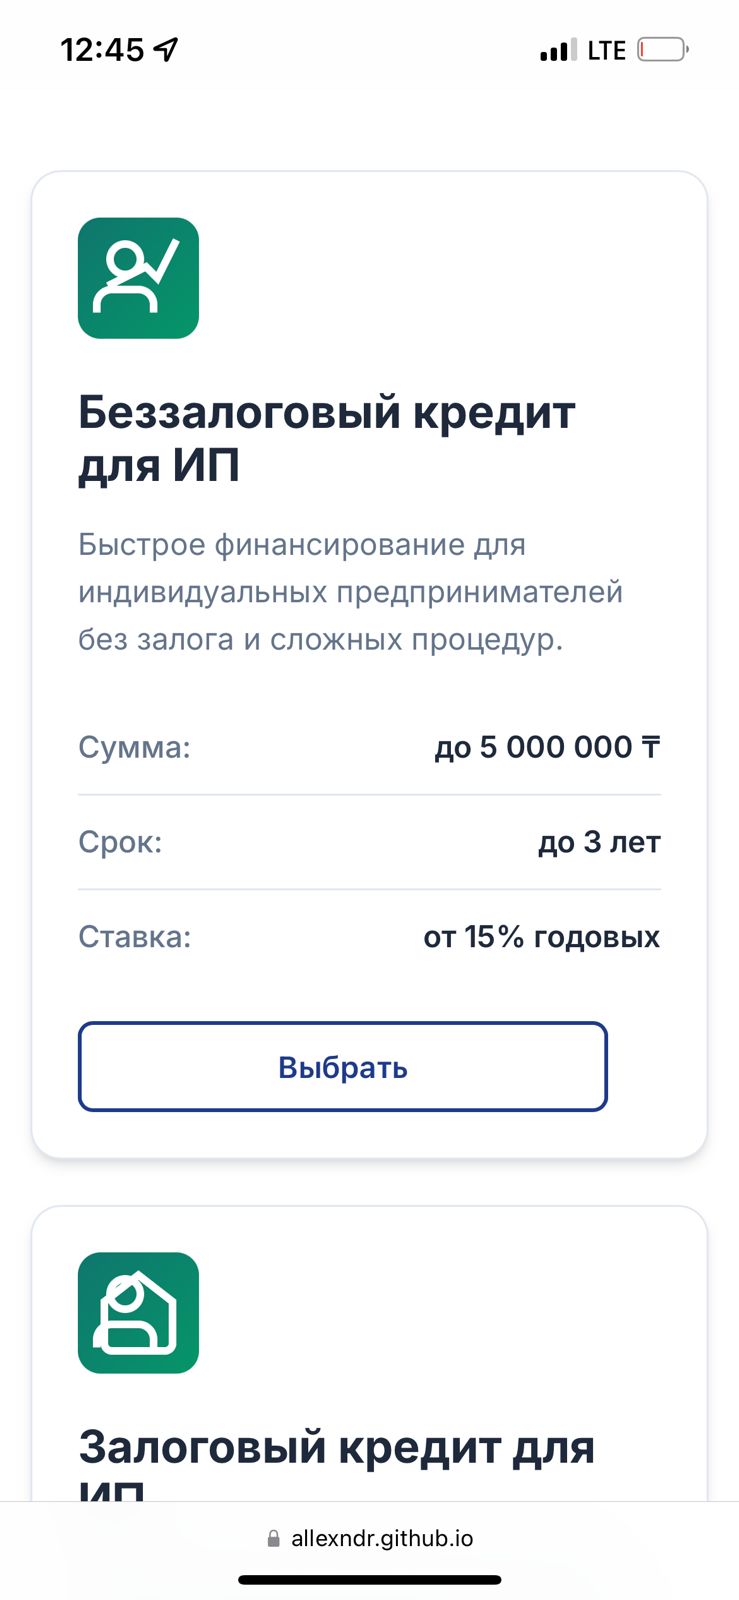 12:45 LTE
Беззалоговый кредит
для ИП
Быстрое финансирование для
индивидуальных предпринимателей
без залога и сложных процедур.
Сумма: до 5 000 000 ₸
Срок: до 3 лет
Ставка: от 15% годовых
Выбрать
Залоговый кредит для
ИП
allexndr.github.io